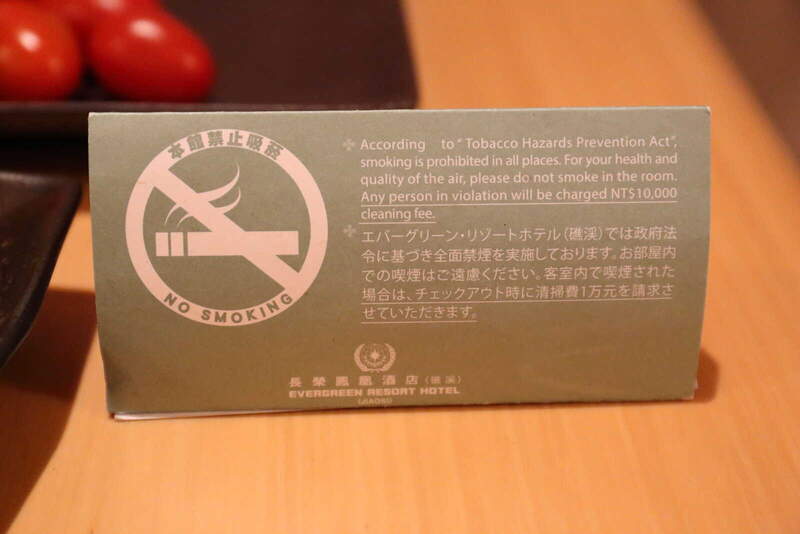 本館禁止吸菸
NO SMOKING
According to " Tobacco Hazards Prevention Act",
smoking is prohibited in all places. For your health and
quality of the air, please do not smoke in the room.
Any person in violation will be charged NT$10,000
cleaning fee.
エバーグリーン・リゾートホテル(礁渓)では政府法
令に基づき全面禁煙を実施しております。お部屋内
での喫煙はご遠慮ください。客室内で喫煙された
場合は、チェックアウト時に清掃費1万元を請求さ
せていただきます。
長榮鳳凰酒店(礁溪)
EVERGREEN RESORT HOTEL
(JIAOSI)